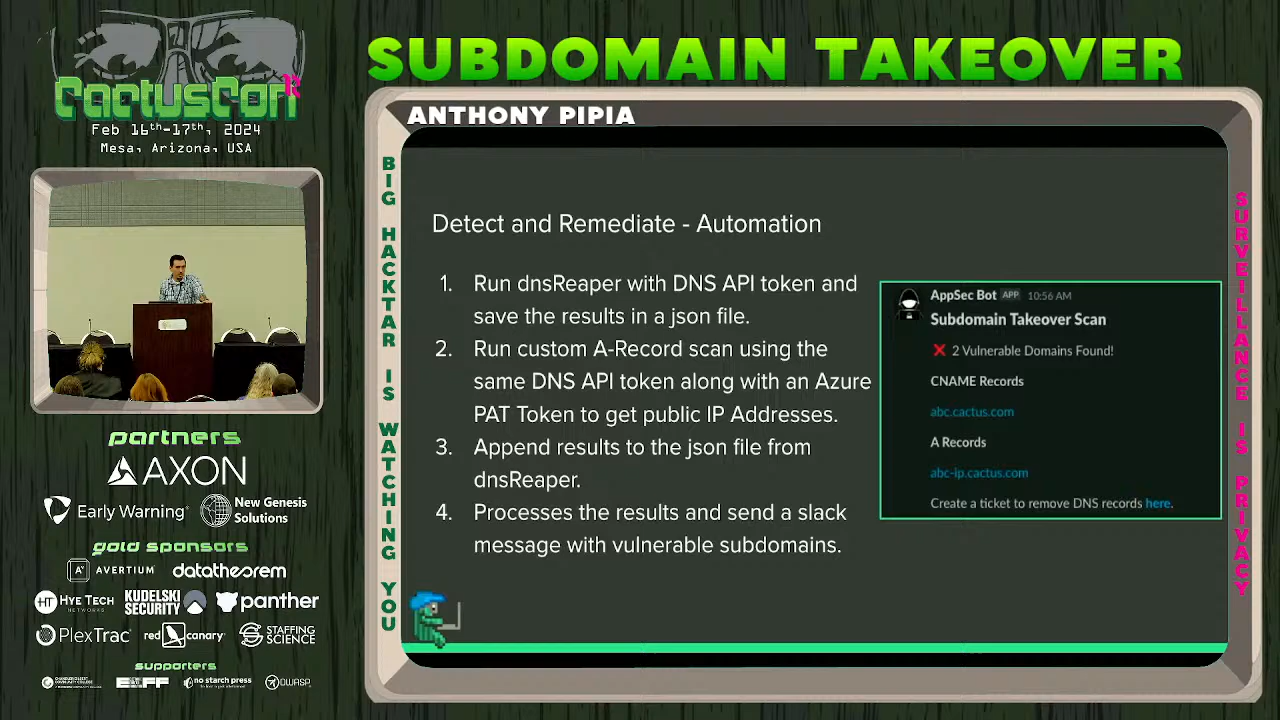 SUBDOMAIN TAKEOVER
ANTHONY PIPIA
CactusCon
Feb 16th-17th, 2024
Mesa, Arizona, USA
BIG HACKTAR IS WATCHING YOU
Detect and Remediate - Automation
1. Run dnsReaper with DNS API token and
save the results in a json file.
2. Run custom A-Record scan using the
same DNS API token along with an Azure
PAT Token to get public IP Addresses.
3. Append results to the json file from
dnsReaper.
4. Processes the results and send a slack
message with vulnerable subdomains.
AppSec Bot APP 10:56 AM
Subdomain Takeover Scan
❌ 2 Vulnerable Domains Found!
CNAME Records
abc.cactus.com
A Records
abc-ip.cactus.com
Create a ticket to remove DNS records here.
SURVEILLANCE IS PRIVACY
partners
AXON
Early Warning
New Genesis
Solutions
gold sponsors
AVERTIUM
datatheorem
HT HYE TECH
NETWORKS
KUDELSKI
SECURITY
panther
PlexTrac
red canary
STAFFING
SCIENCE
supporters
EFF
no starch press
OWASP